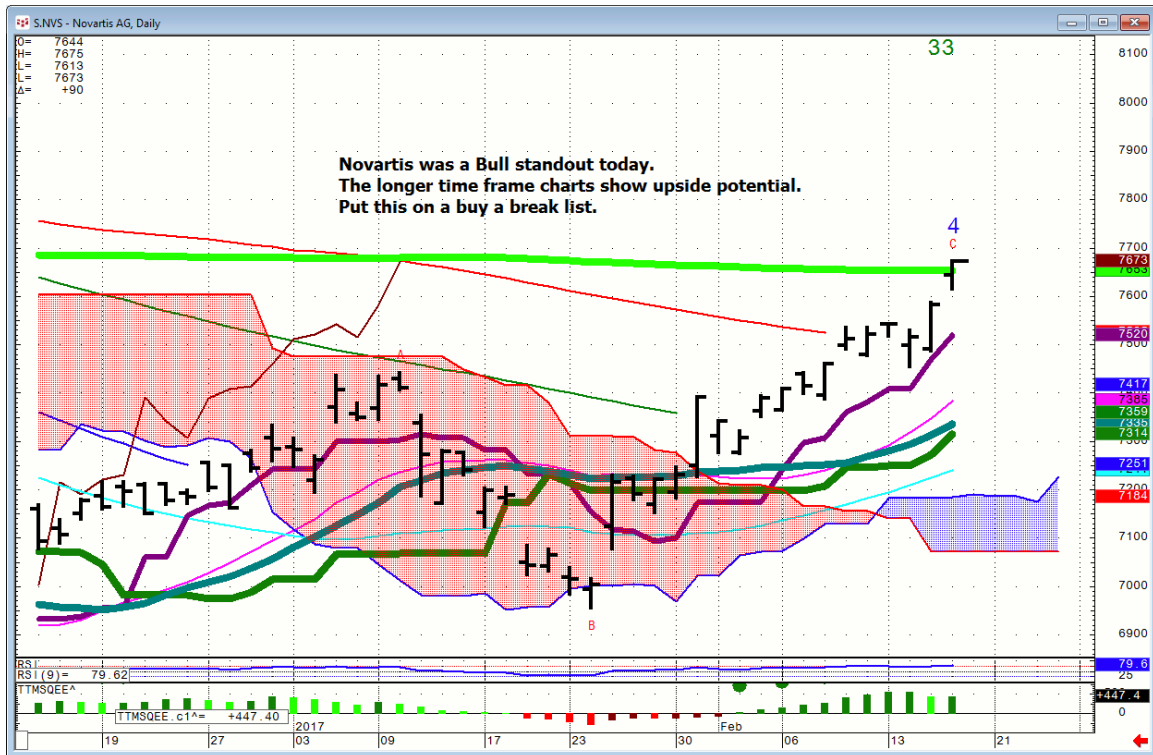 S.NVS - Novartis AG, Daily
O= 7644
H= 7675
L= 7613
L= 7673
Δ= +90
33
8100
8000
7900
7800
7700
7600
7500
7400
7300
7200
7100
7000
6900
Novartis was a Bull standout today.
The longer time frame charts show upside potential.
Put this on a buy a break list.
4
C
A
B
7673
7520
7417
7385
7359
7335
7314
7251
7184
RSI
RSI(9)= 79.62
79.6
25
TTMSQEE^
TTMSQEE.c1^= +447.40
+447.4
0
2017
Feb
19
27
03
09
17
23
30
06
13
21